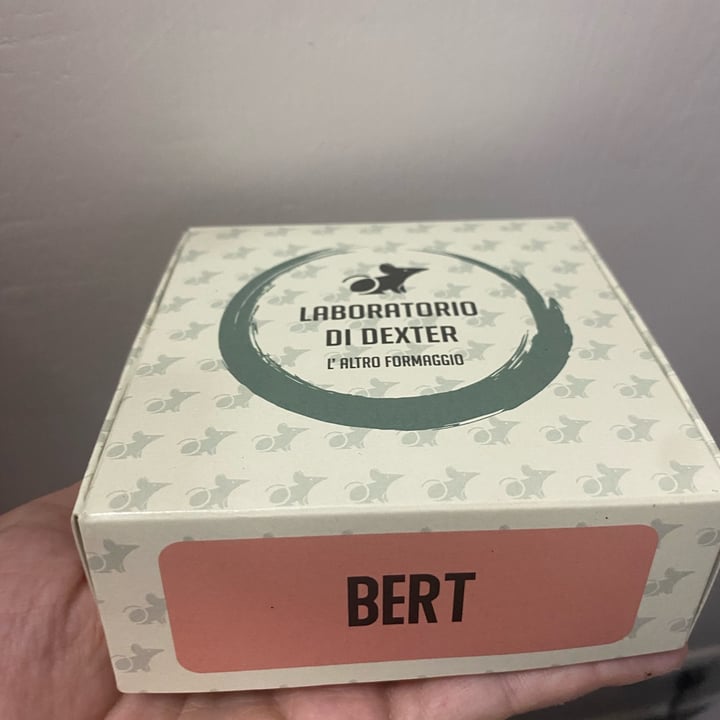 LABORATORIO
DI DEXTER
L' ALTRO FORMAGGIO
BERT